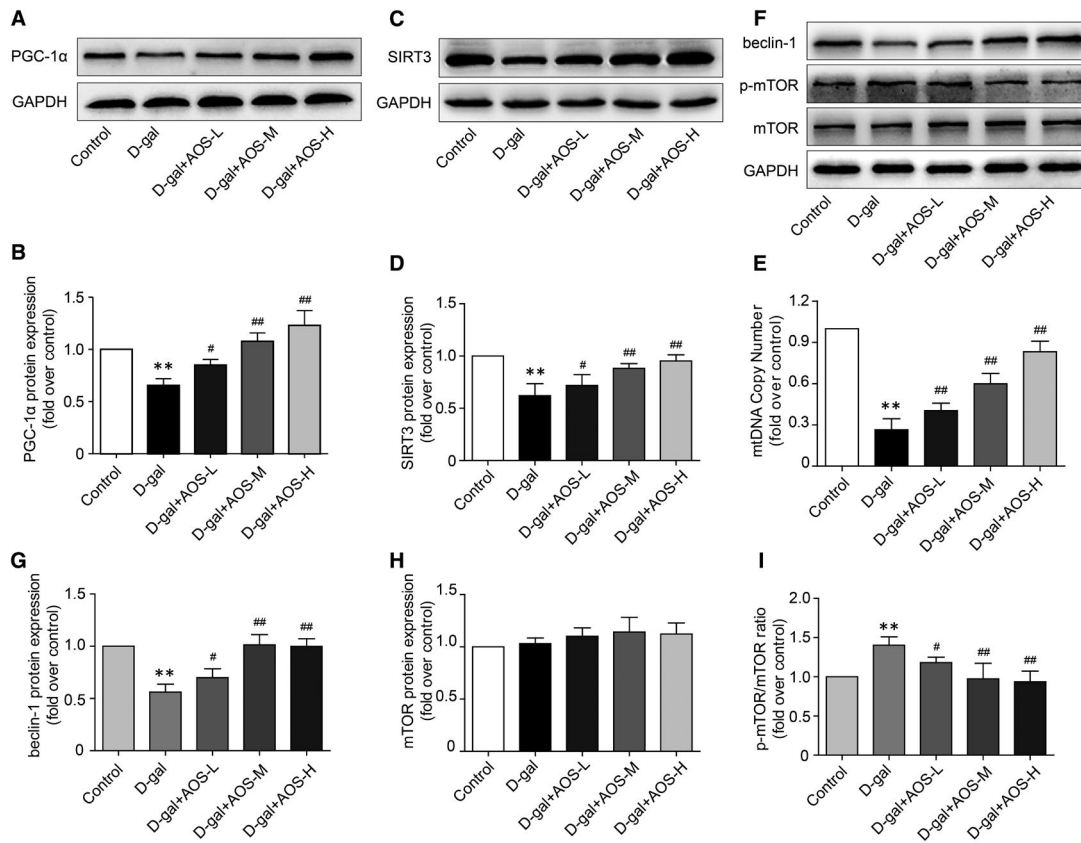 A
PGC-1α
GAPDH
Control
D-gal
D-gal+AOS-L
D-gal+AOS-M
D-gal+AOS-H
C
SIRT3
GAPDH
Control
D-gal
D-gal+AOS-L
D-gal+AOS-M
D-gal+AOS-H
F
beclin-1
p-mTOR
mTOR
GAPDH
Control
D-gal
D-gal+AOS-L
D-gal+AOS-M
D-gal+AOS-H
B
PGC-1α protein expression
(fold over control)
1.5
1.0
0.5
0
**
#
##
##
Control
D-gal
D-gal+AOS-L
D-gal+AOS-M
D-gal+AOS-H
D
SIRT3 protein expression
(fold over control)
1.5
1.0
0.5
0
**
#
##
##
Control
D-gal
D-gal+AOS-L
D-gal+AOS-M
D-gal+AOS-H
E
mtDNA Copy Number
(fold over control)
1.2
0.9
0.6
0.3
0
**
##
##
##
Control
D-gal
D-gal+AOS-L
D-gal+AOS-M
D-gal+AOS-H
G
beclin-1 protein expression
(fold over control)
1.5
1.0
0.5
0
**
#
##
##
Control
D-gal
D-gal+AOS-L
D-gal+AOS-M
D-gal+AOS-H
H
mTOR protein expression
(fold over control)
1.5
1.0
0.5
0
Control
D-gal
D-gal+AOS-L
D-gal+AOS-M
D-gal+AOS-H
I
p-mTOR/mTOR ratio
(fold over control)
2.0
1.5
1.0
0.5
0
**
#
##
##
Control
D-gal
D-gal+AOS-L
D-gal+AOS-M
D-gal+AOS-H